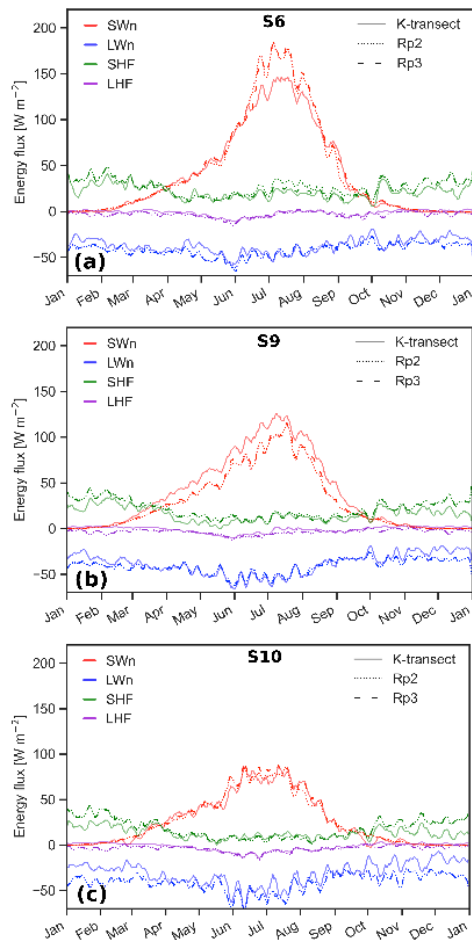 S6
SWn
LWn
SHF
LHF
K-transect
Rp2
Rp3
Energy flux [W m⁻²]
200
150
100
50
0
−50
(a)
Jan Feb Mar Apr May Jun Jul Aug Sep Oct Nov Dec Jan
S9
SWn
LWn
SHF
LHF
K-transect
Rp2
Rp3
Energy flux [W m⁻²]
200
150
100
50
0
−50
(b)
Jan Feb Mar Apr May Jun Jul Aug Sep Oct Nov Dec Jan
S10
SWn
LWn
SHF
LHF
K-transect
Rp2
Rp3
Energy flux [W m⁻²]
200
150
100
50
0
−50
(c)
Jan Feb Mar Apr May Jun Jul Aug Sep Oct Nov Dec Jan